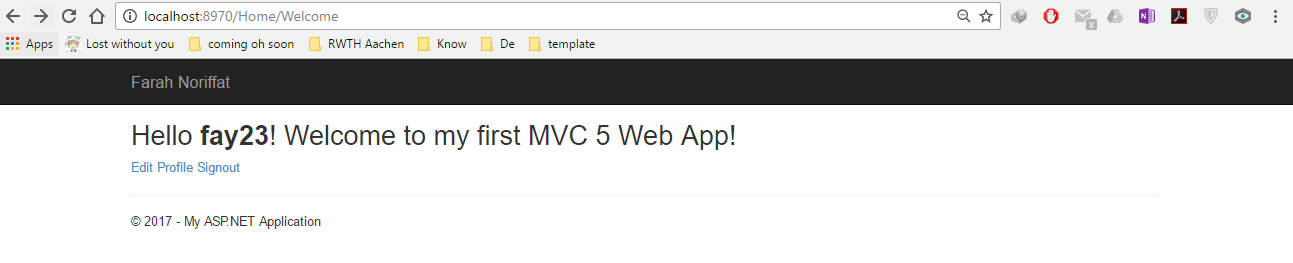 localhost:8970/Home/Welcome
Apps Lost without you coming oh soon RWTH Aachen Know De template
Farah Noriffat
Hello fay23! Welcome to my first MVC 5 Web App!
Edit Profile Signout
© 2017 - My ASP.NET Application